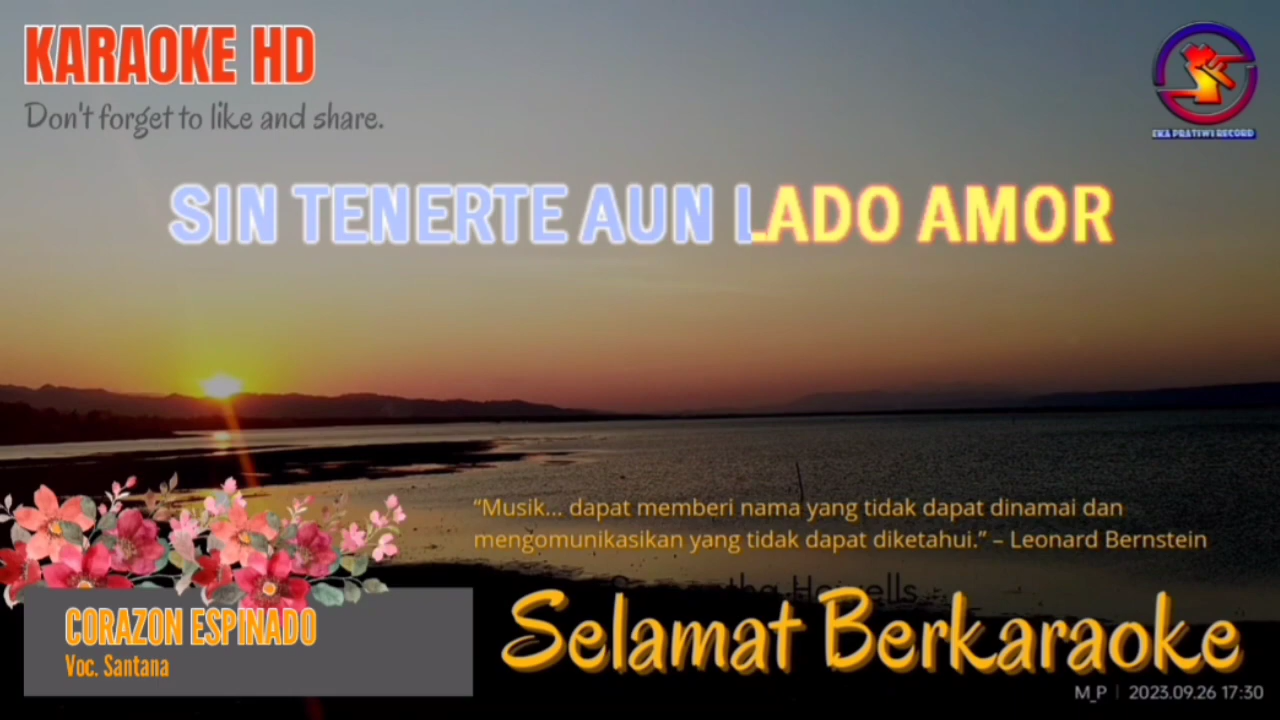 KARAOKE HD
Don't forget to like and share.
EKA PRATIWI RECORD
SIN TENERTE AUN LADO AMOR
“Musik... dapat memberi nama yang tidak dapat dinamai dan
mengomunikasikan yang tidak dapat diketahui.” – Leonard Bernstein
Selamat Berkaraoke
CORAZON ESPINADO
Voc. Santana
M_P | 2023.09.26 17:30